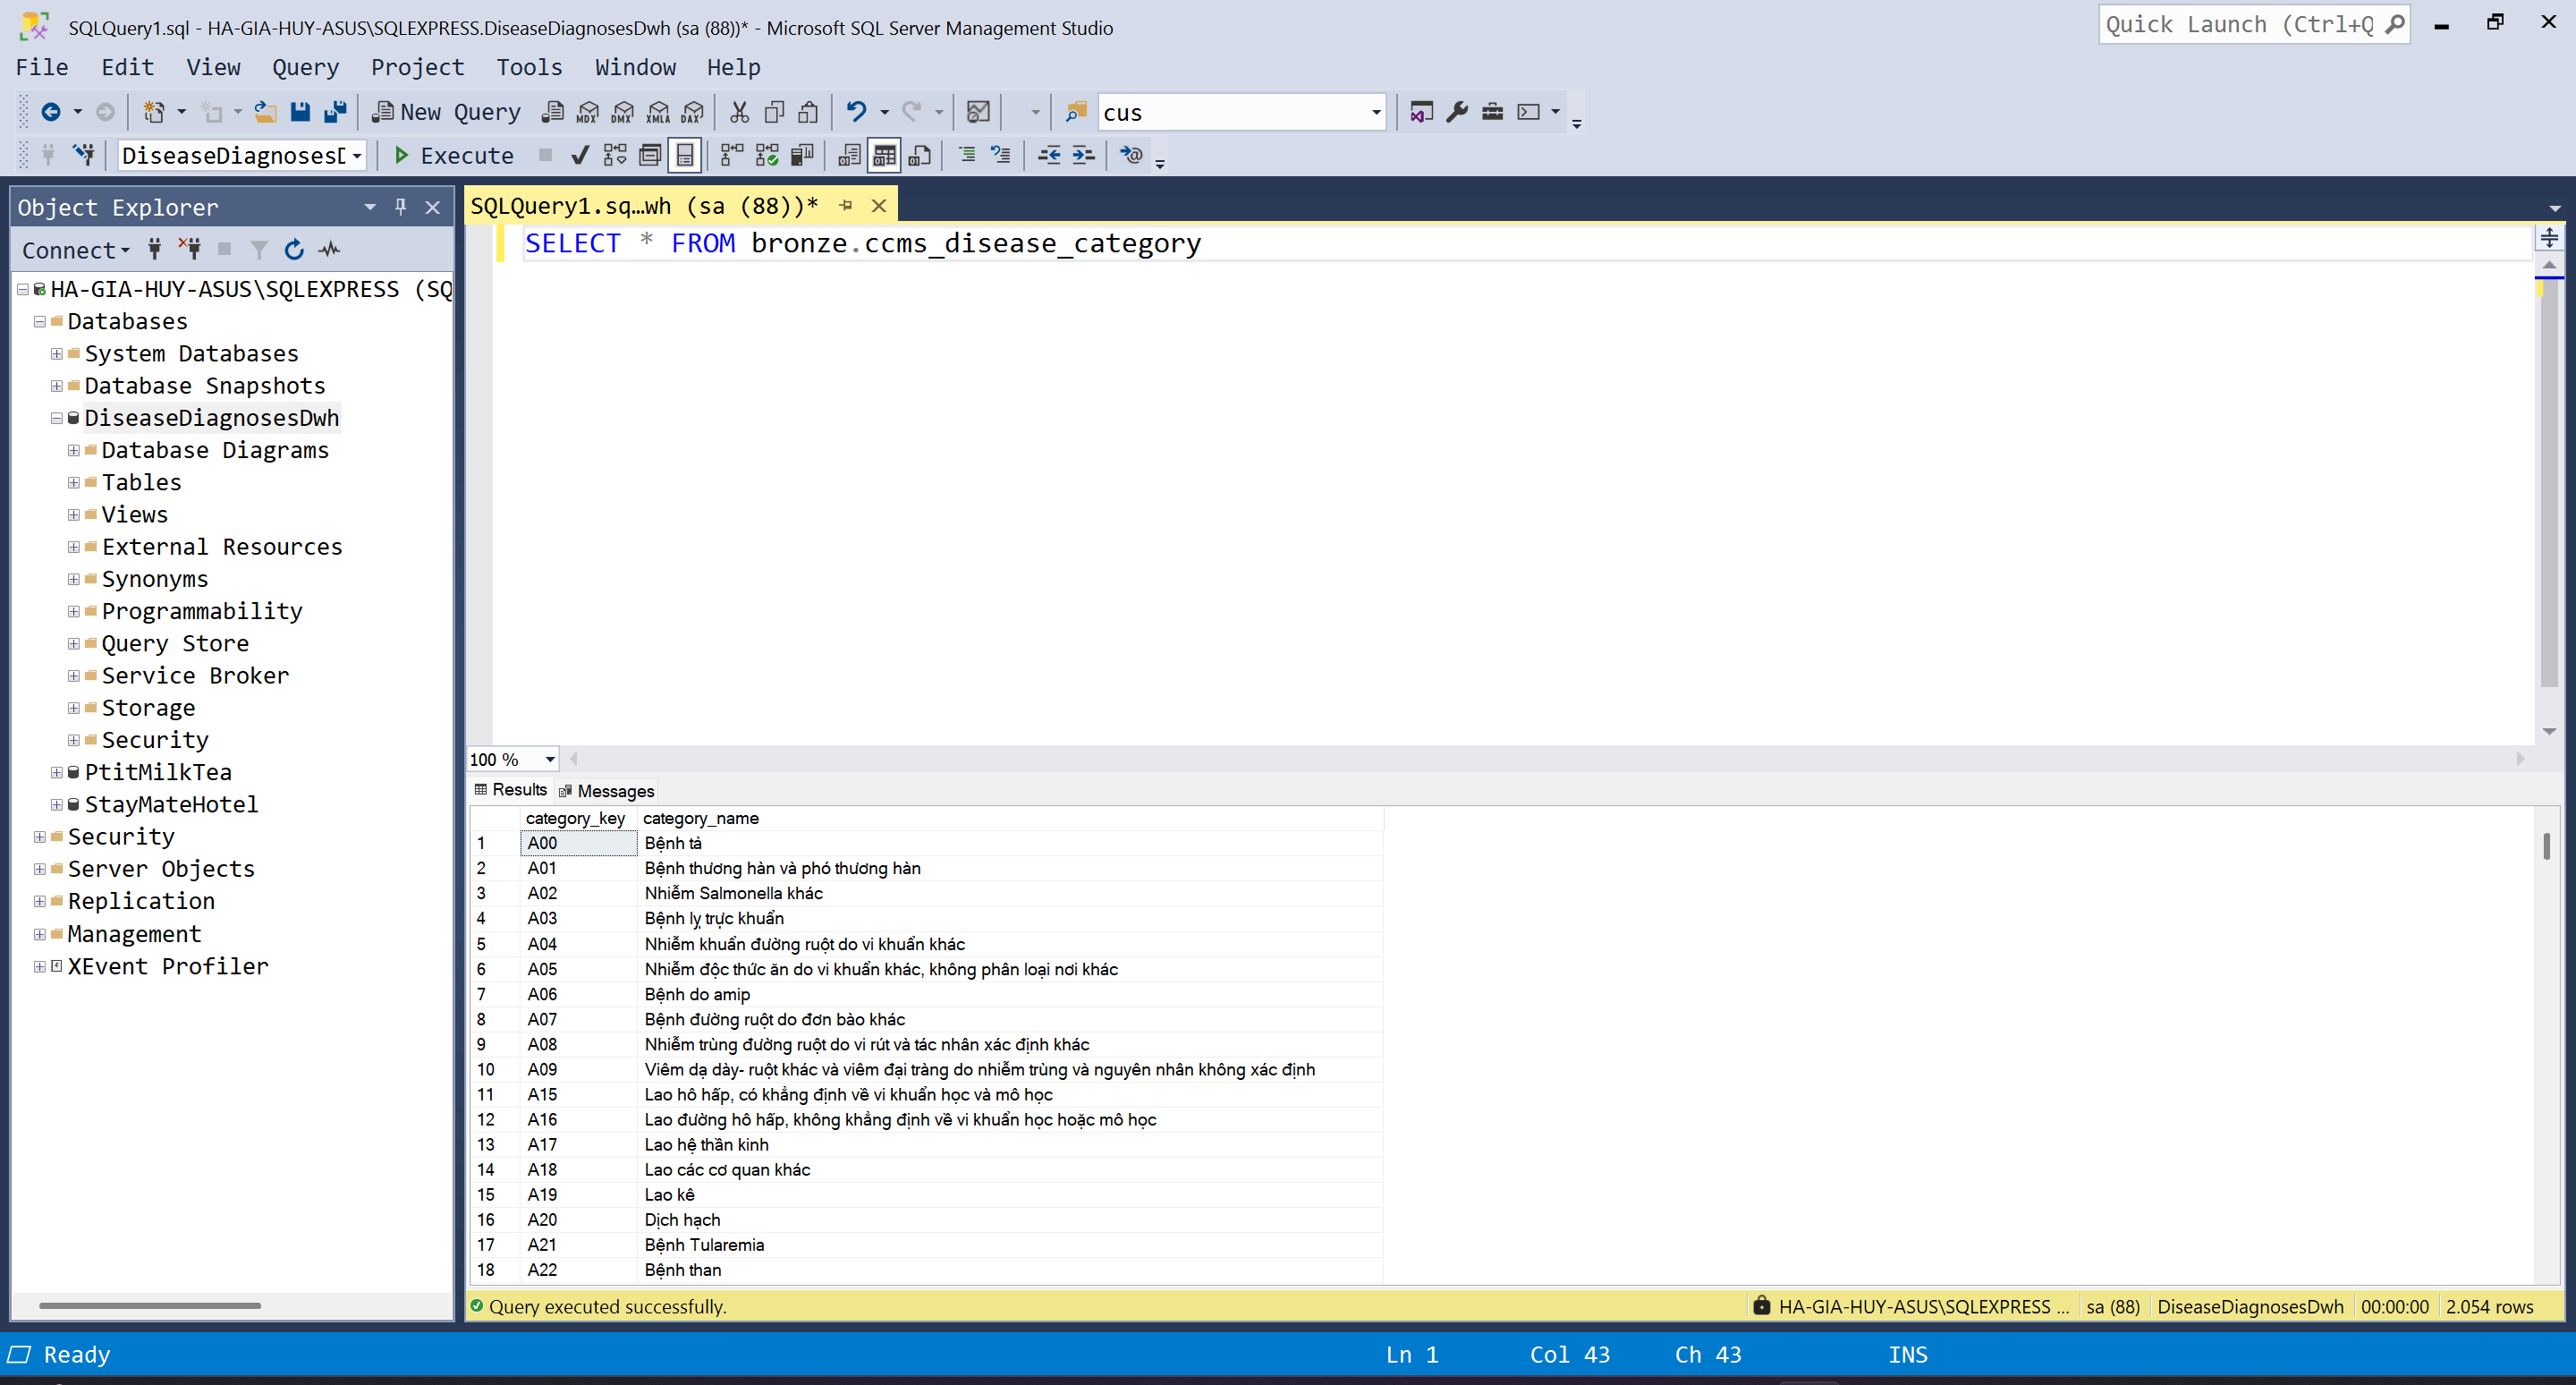 SQLQuery1.sql - HA-GIA-HUY-ASUS\SQLEXPRESS.DiseaseDiagnosesDwh (sa (88))* - Microsoft SQL Server Management Studio
Quick Launch (Ctrl+Q
File Edit View Query Project Tools Window Help
New Query MDX DMX XMLA DAX cus
DiseaseDiagnosesD Execute
Object Explorer
Connect
HA-GIA-HUY-ASUS\SQLEXPRESS (SQ
Databases
System Databases
Database Snapshots
DiseaseDiagnosesDwh
Database Diagrams
Tables
Views
External Resources
Synonyms
Programmability
Query Store
Service Broker
Storage
Security
PtitMilkTea
StayMateHotel
Security
Server Objects
Replication
Management
XEvent Profiler
SQLQuery1.sq...wh (sa (88))*
SELECT * FROM bronze.ccms_disease_category
100 %
Results Messages
category_key category_name
1 A00 Bệnh tả
2 A01 Bệnh thương hàn và phó thương hàn
3 A02 Nhiễm Salmonella khác
4 A03 Bệnh lỵ trực khuẩn
5 A04 Nhiễm khuẩn đường ruột do vi khuẩn khác
6 A05 Nhiễm độc thức ăn do vi khuẩn khác, không phân loại nơi khác
7 A06 Bệnh do amip
8 A07 Bệnh đường ruột do đơn bào khác
9 A08 Nhiễm trùng đường ruột do vi rút và tác nhân xác định khác
10 A09 Viêm dạ dày- ruột khác và viêm đại tràng do nhiễm trùng và nguyên nhân không xác định
11 A15 Lao hô hấp, có khẳng định về vi khuẩn học và mô học
12 A16 Lao đường hô hấp, không khẳng định về vi khuẩn học hoặc mô học
13 A17 Lao hệ thần kinh
14 A18 Lao các cơ quan khác
15 A19 Lao kê
16 A20 Dịch hạch
17 A21 Bệnh Tularemia
18 A22 Bệnh than
Query executed successfully. HA-GIA-HUY-ASUS\SQLEXPRESS ... sa (88) DiseaseDiagnosesDwh 00:00:00 2.054 rows
Ready Ln 1 Col 43 Ch 43 INS